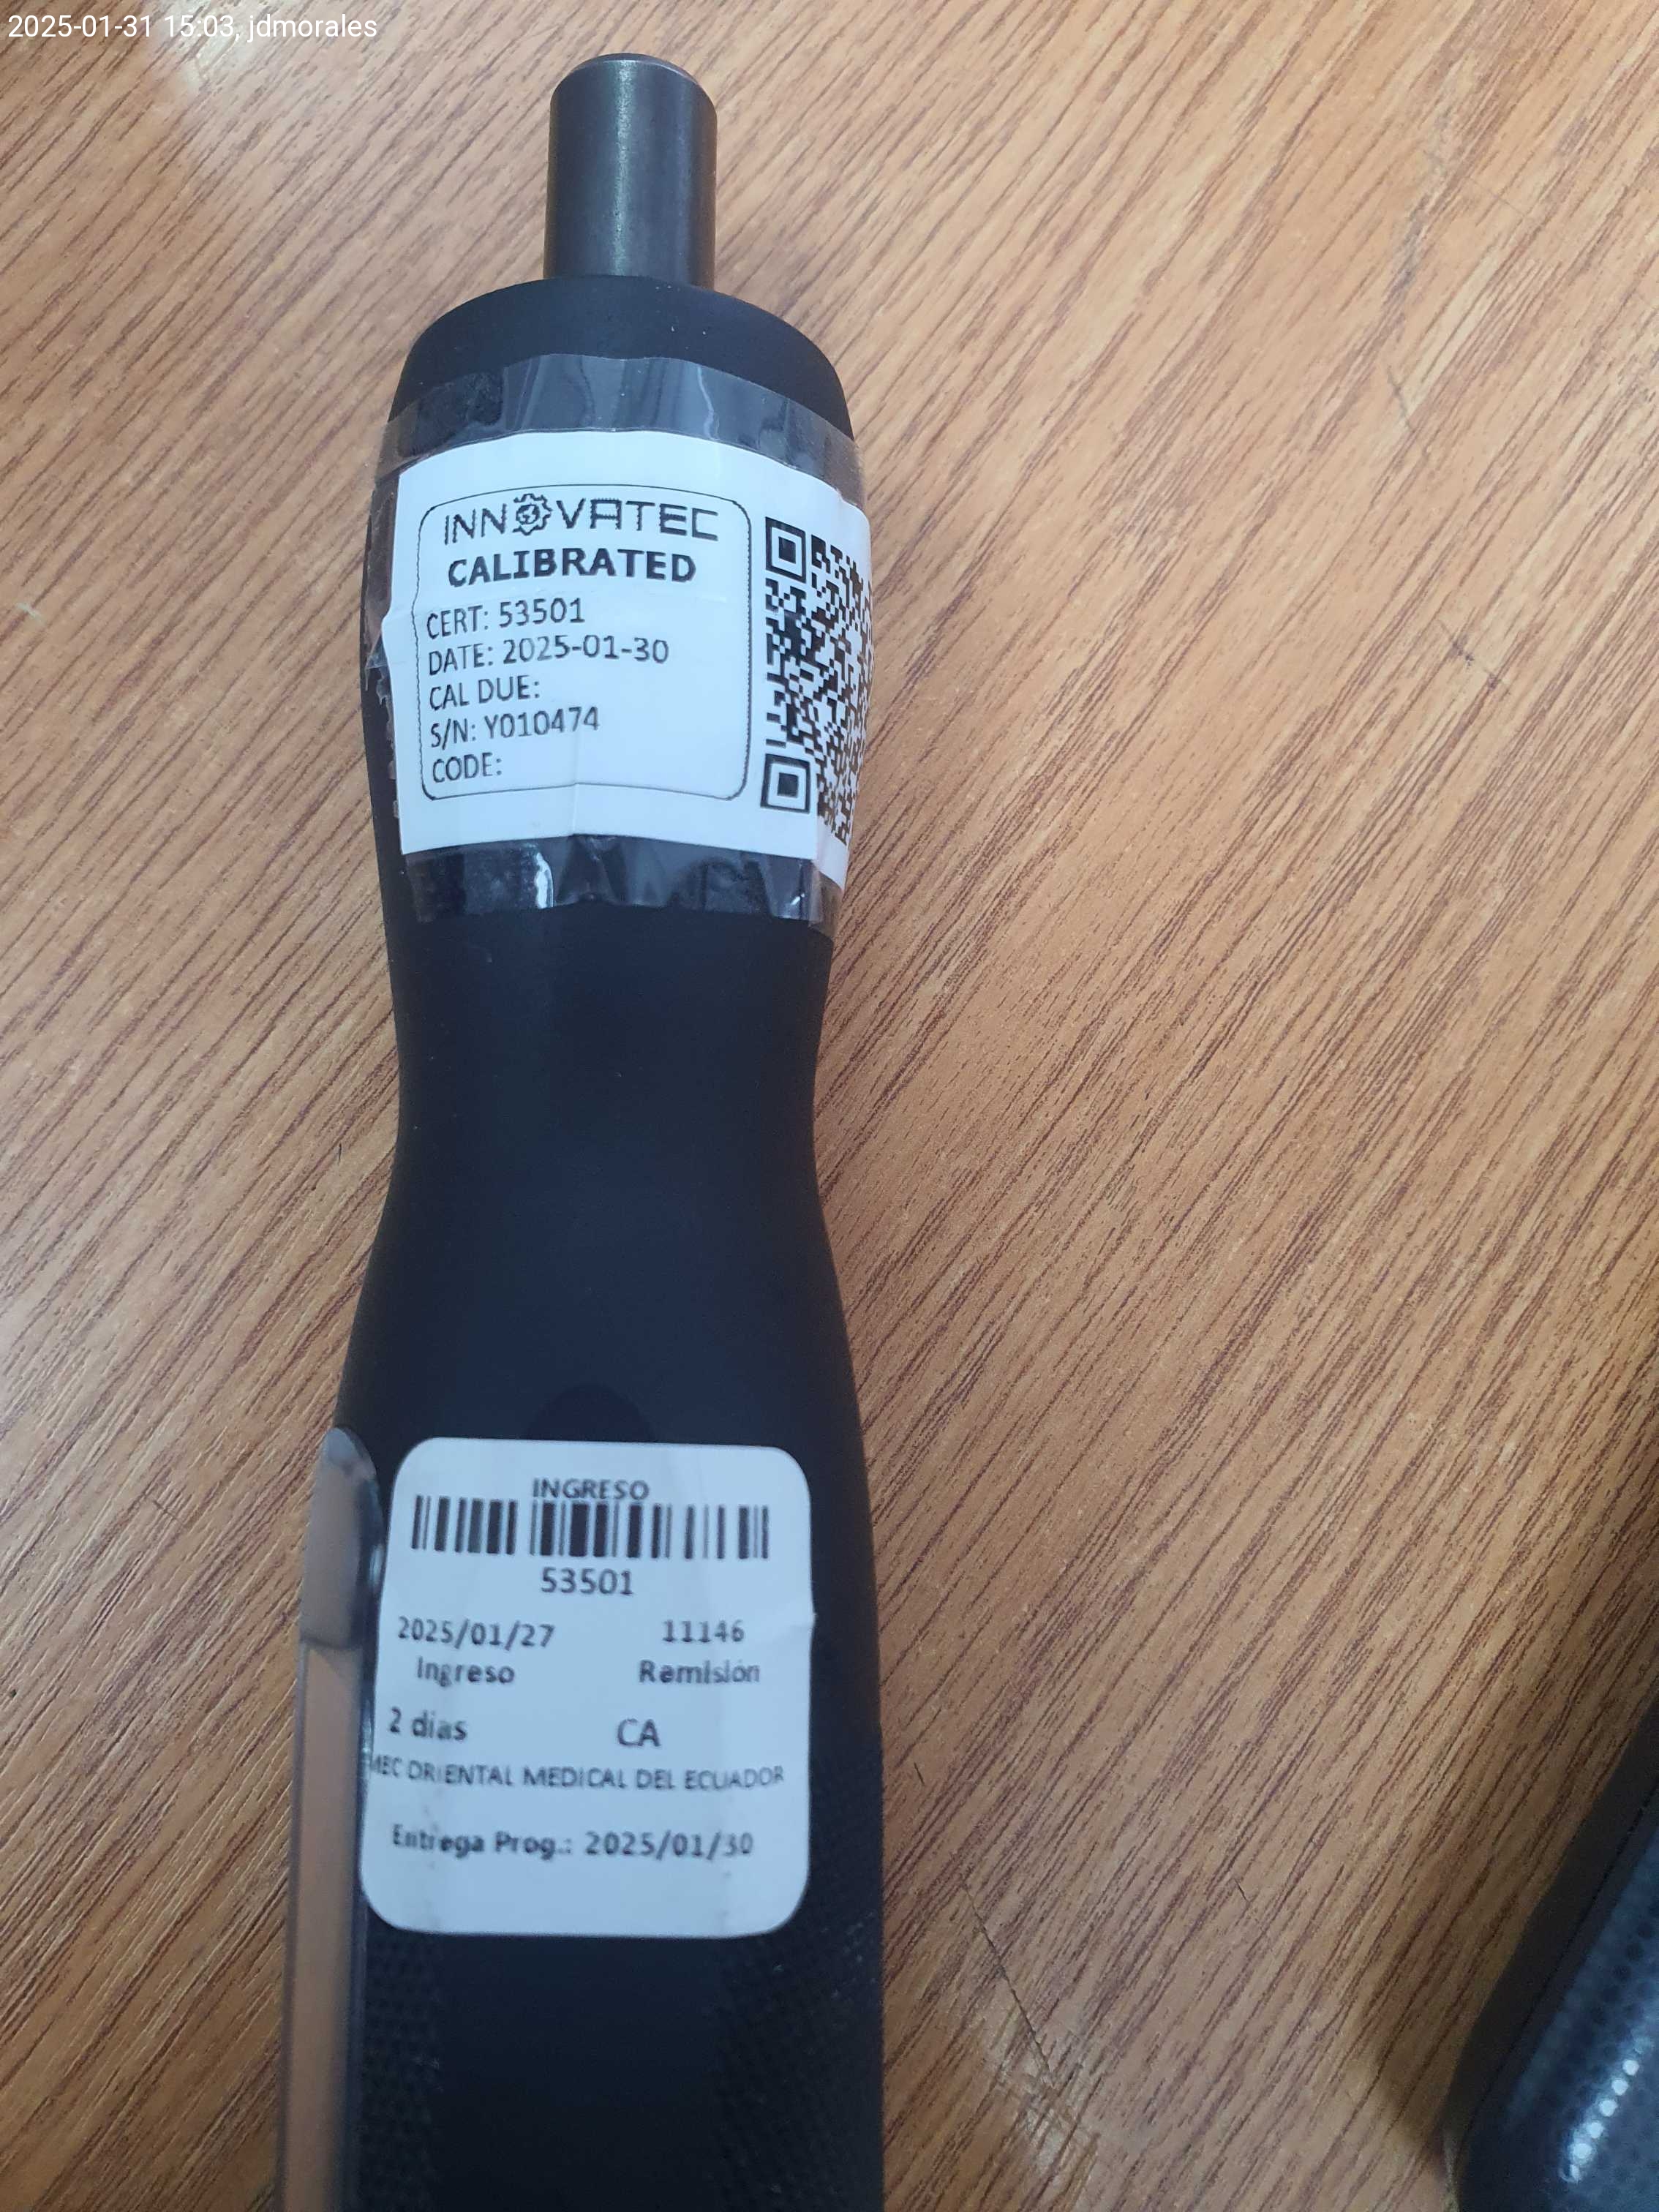 2025-01-31 15:03, jdmorales
INNOVATEC
CALIBRATED
CERT: 53501
DATE: 2025-01-30
CAL DUE:
S/N: Y010474
CODE:
INGRESO
53501
2025/01/27 11146
Ingreso Remisión
2 días CA
MEC ORIENTAL MEDICAL DEL ECUADOR
Entrega Prog.: 2025/01/30